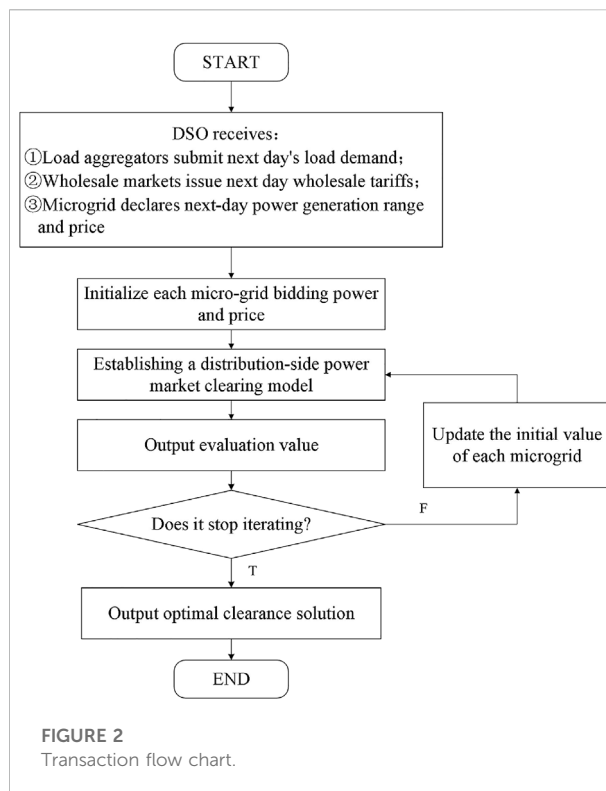 START
DSO receives:
①Load aggregators submit next day's load demand;
②Wholesale markets issue next day wholesale tariffs;
③Microgrid declares next-day power generation range
and price
Initialize each micro-grid bidding power
and price
Establishing a distribution-side power
market clearing model
Output evaluation value
Update the initial value
of each microgrid
Does it stop iterating?
F
T
Output optimal clearance solution
END
FIGURE 2
Transaction flow chart.